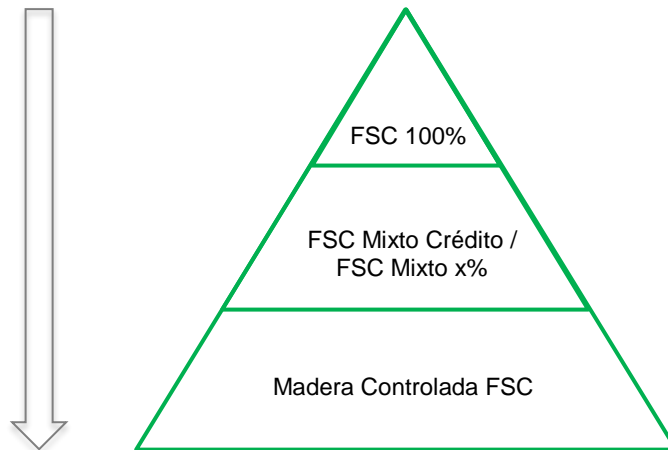 FSC 100%
FSC Mixto Crédito /
FSC Mixto x%
Madera Controlada FSC